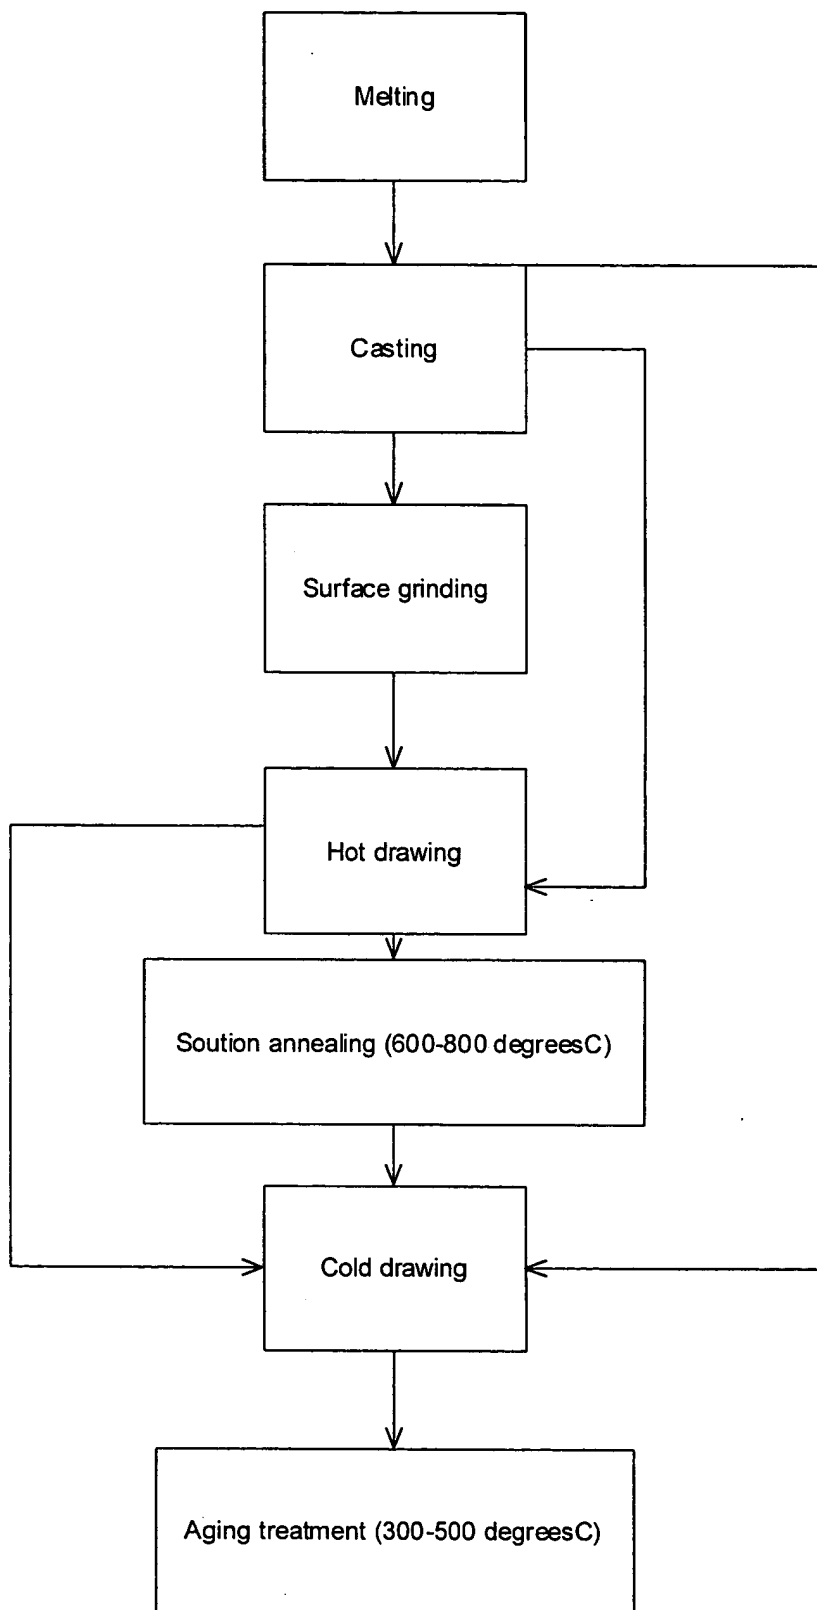 Melting
Casting
Surface grinding
Hot drawing
Soution annealing (600-800 degreesC)
Cold drawing
Aging treatment (300-500 degreesC)